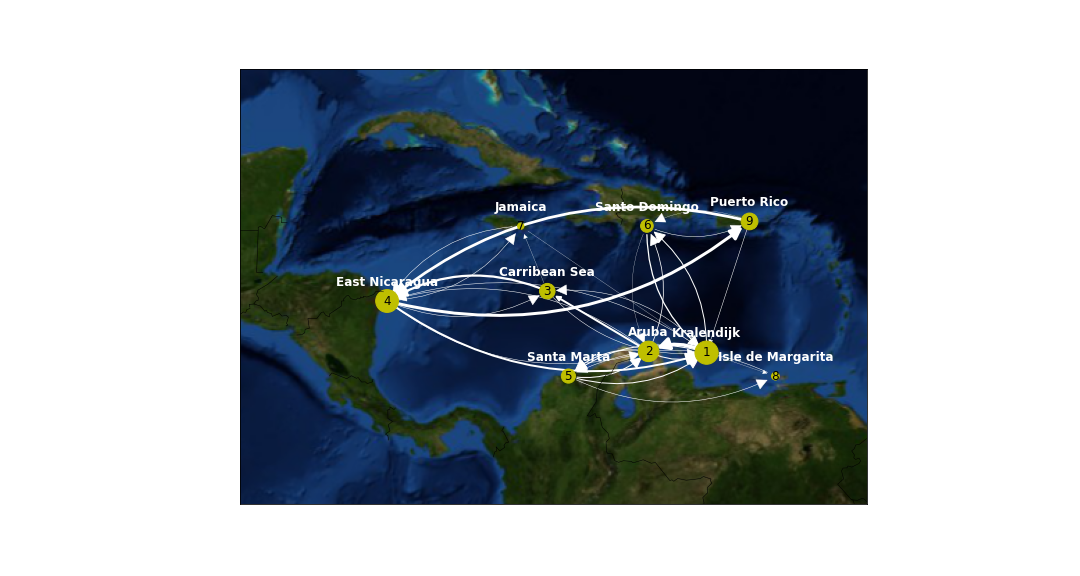 Jamaica
Santo Domingo
Puerto Rico
7
6
9
East Nicaragua
Carribean Sea
4
3
Aruba
Kralendijk
Santa Marta
2
1
Isle de Margarita
5
8